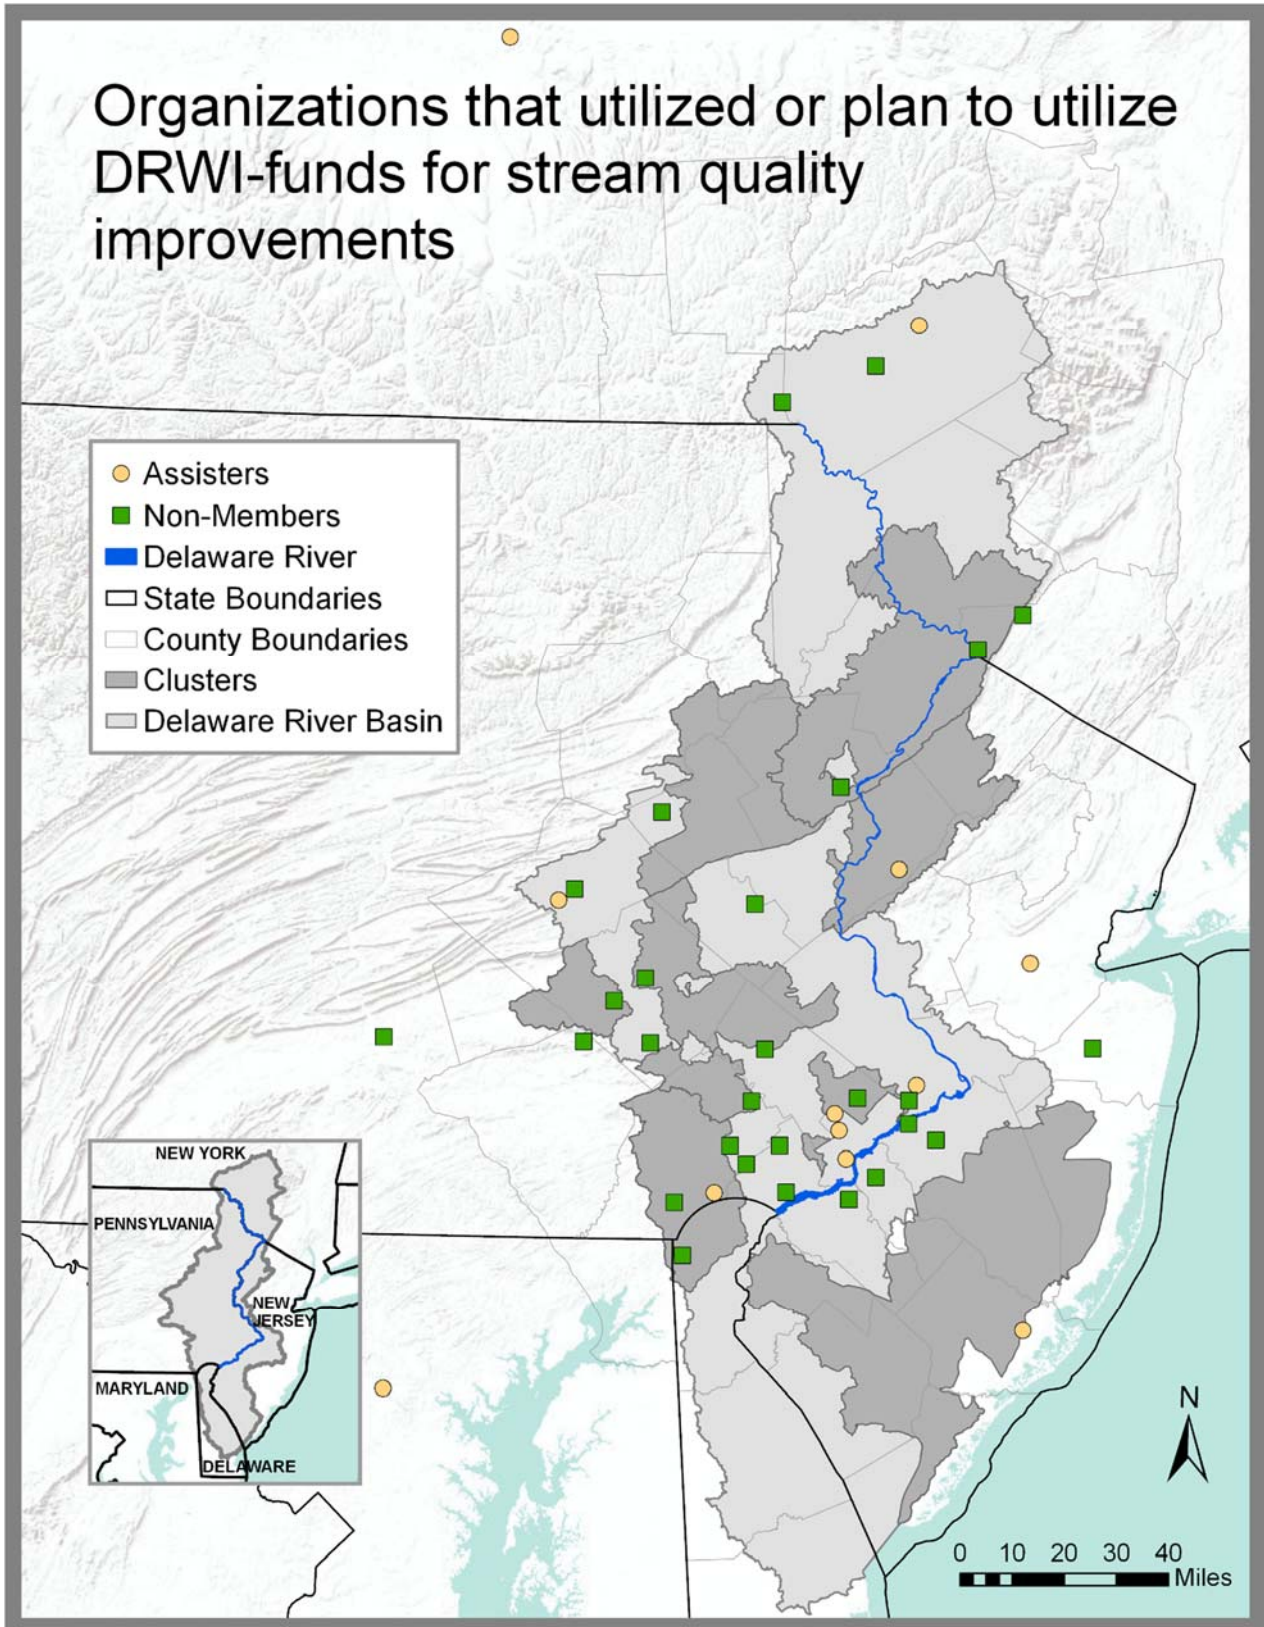 Organizations that utilized or plan to utilize
DRWI-funds for stream quality
improvements
Assisters
Non-Members
Delaware River
State Boundaries
County Boundaries
Clusters
Delaware River Basin
NEW YORK
PENNSYLVANIA
NEW
JERSEY
MARYLAND
DELAWARE
N
0 10 20 30 40
Miles